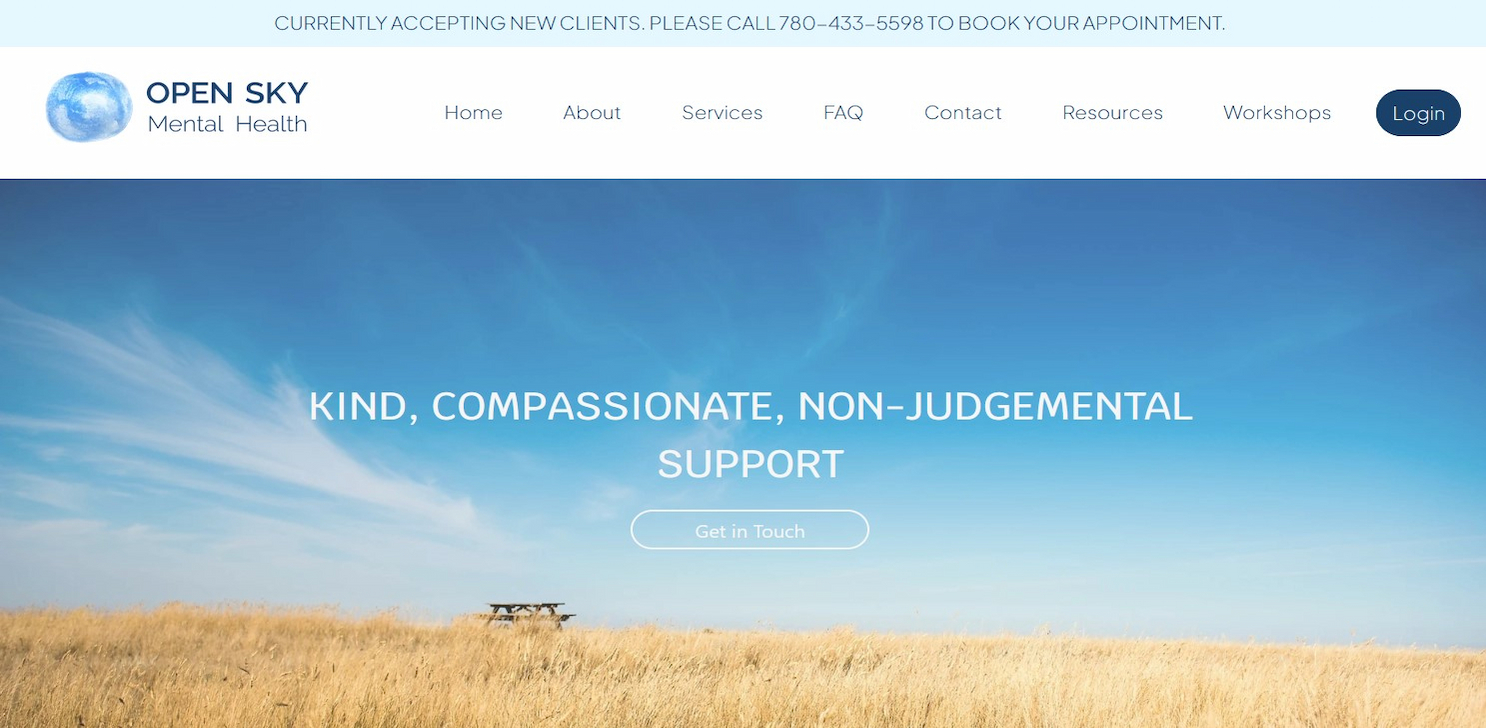 CURRENTLY ACCEPTING NEW CLIENTS. PLEASE CALL 780-433-5598 TO BOOK YOUR APPOINTMENT.
OPEN SKY
Mental Health
Home About Services FAQ Contact Resources Workshops Login
KIND, COMPASSIONATE, NON-JUDGEMENTAL
SUPPORT
Get in Touch